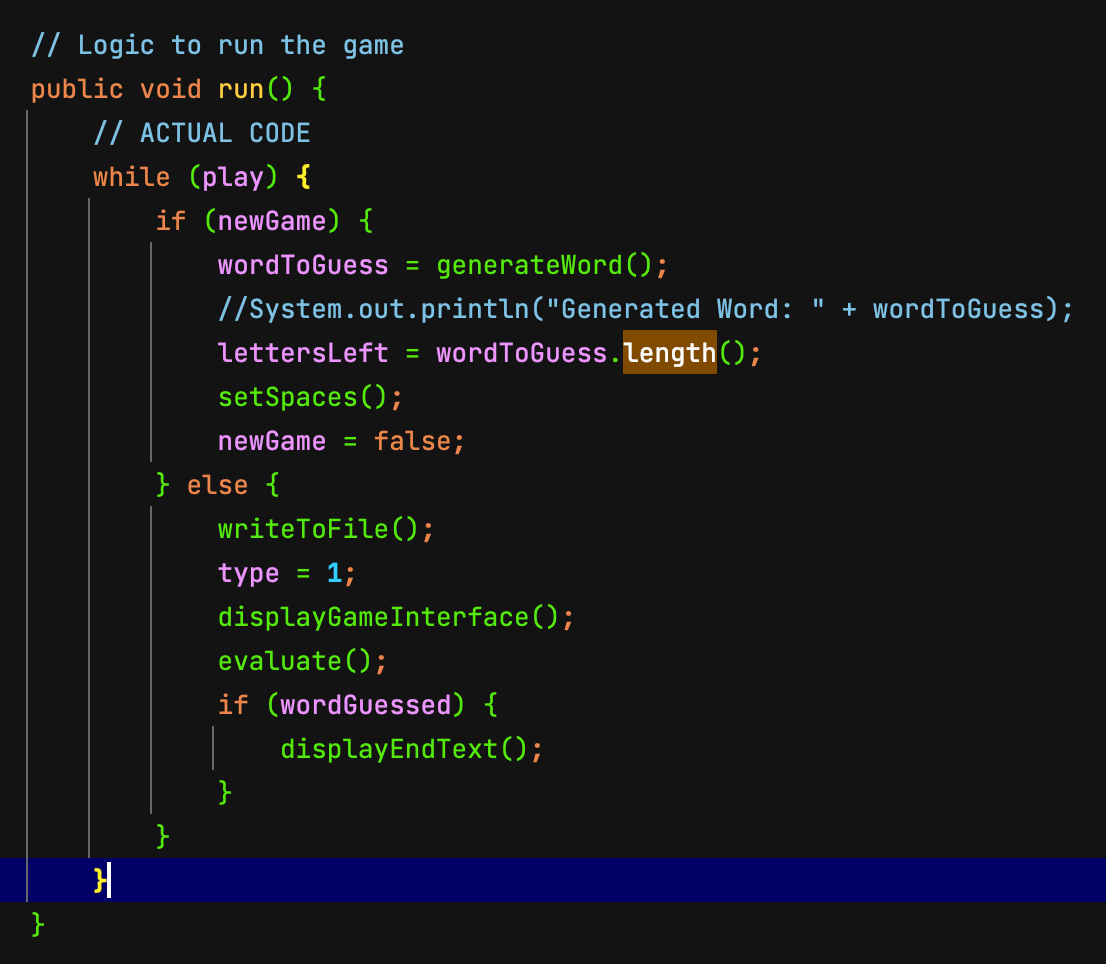 // Logic to run the game
public void run() {
    // ACTUAL CODE
    while (play) {
        if (newGame) {
            wordToGuess = generateWord();
            //System.out.println("Generated Word: " + wordToGuess);
            lettersLeft = wordToGuess.length();
            setSpaces();
            newGame = false;
        } else {
            writeToFile();
            type = 1;
            displayGameInterface();
            evaluate();
            if (wordGuessed) {
                displayEndText();
            }
        }
    }
}